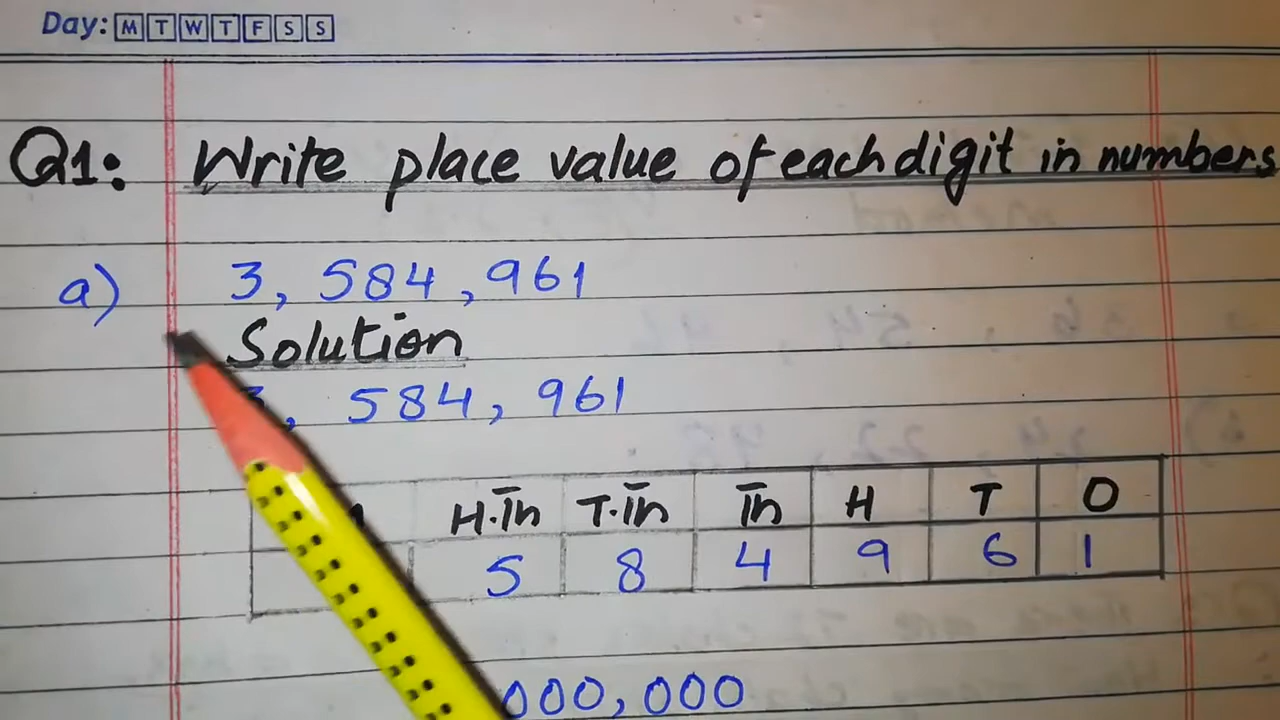 Day: M T W T F S S
Q1: Write place value of each digit in numbers
a) 3, 584, 961
Solution
3, 584, 961
H.Th T.Th Th H T O
5 8 4 9 6 1
000,000